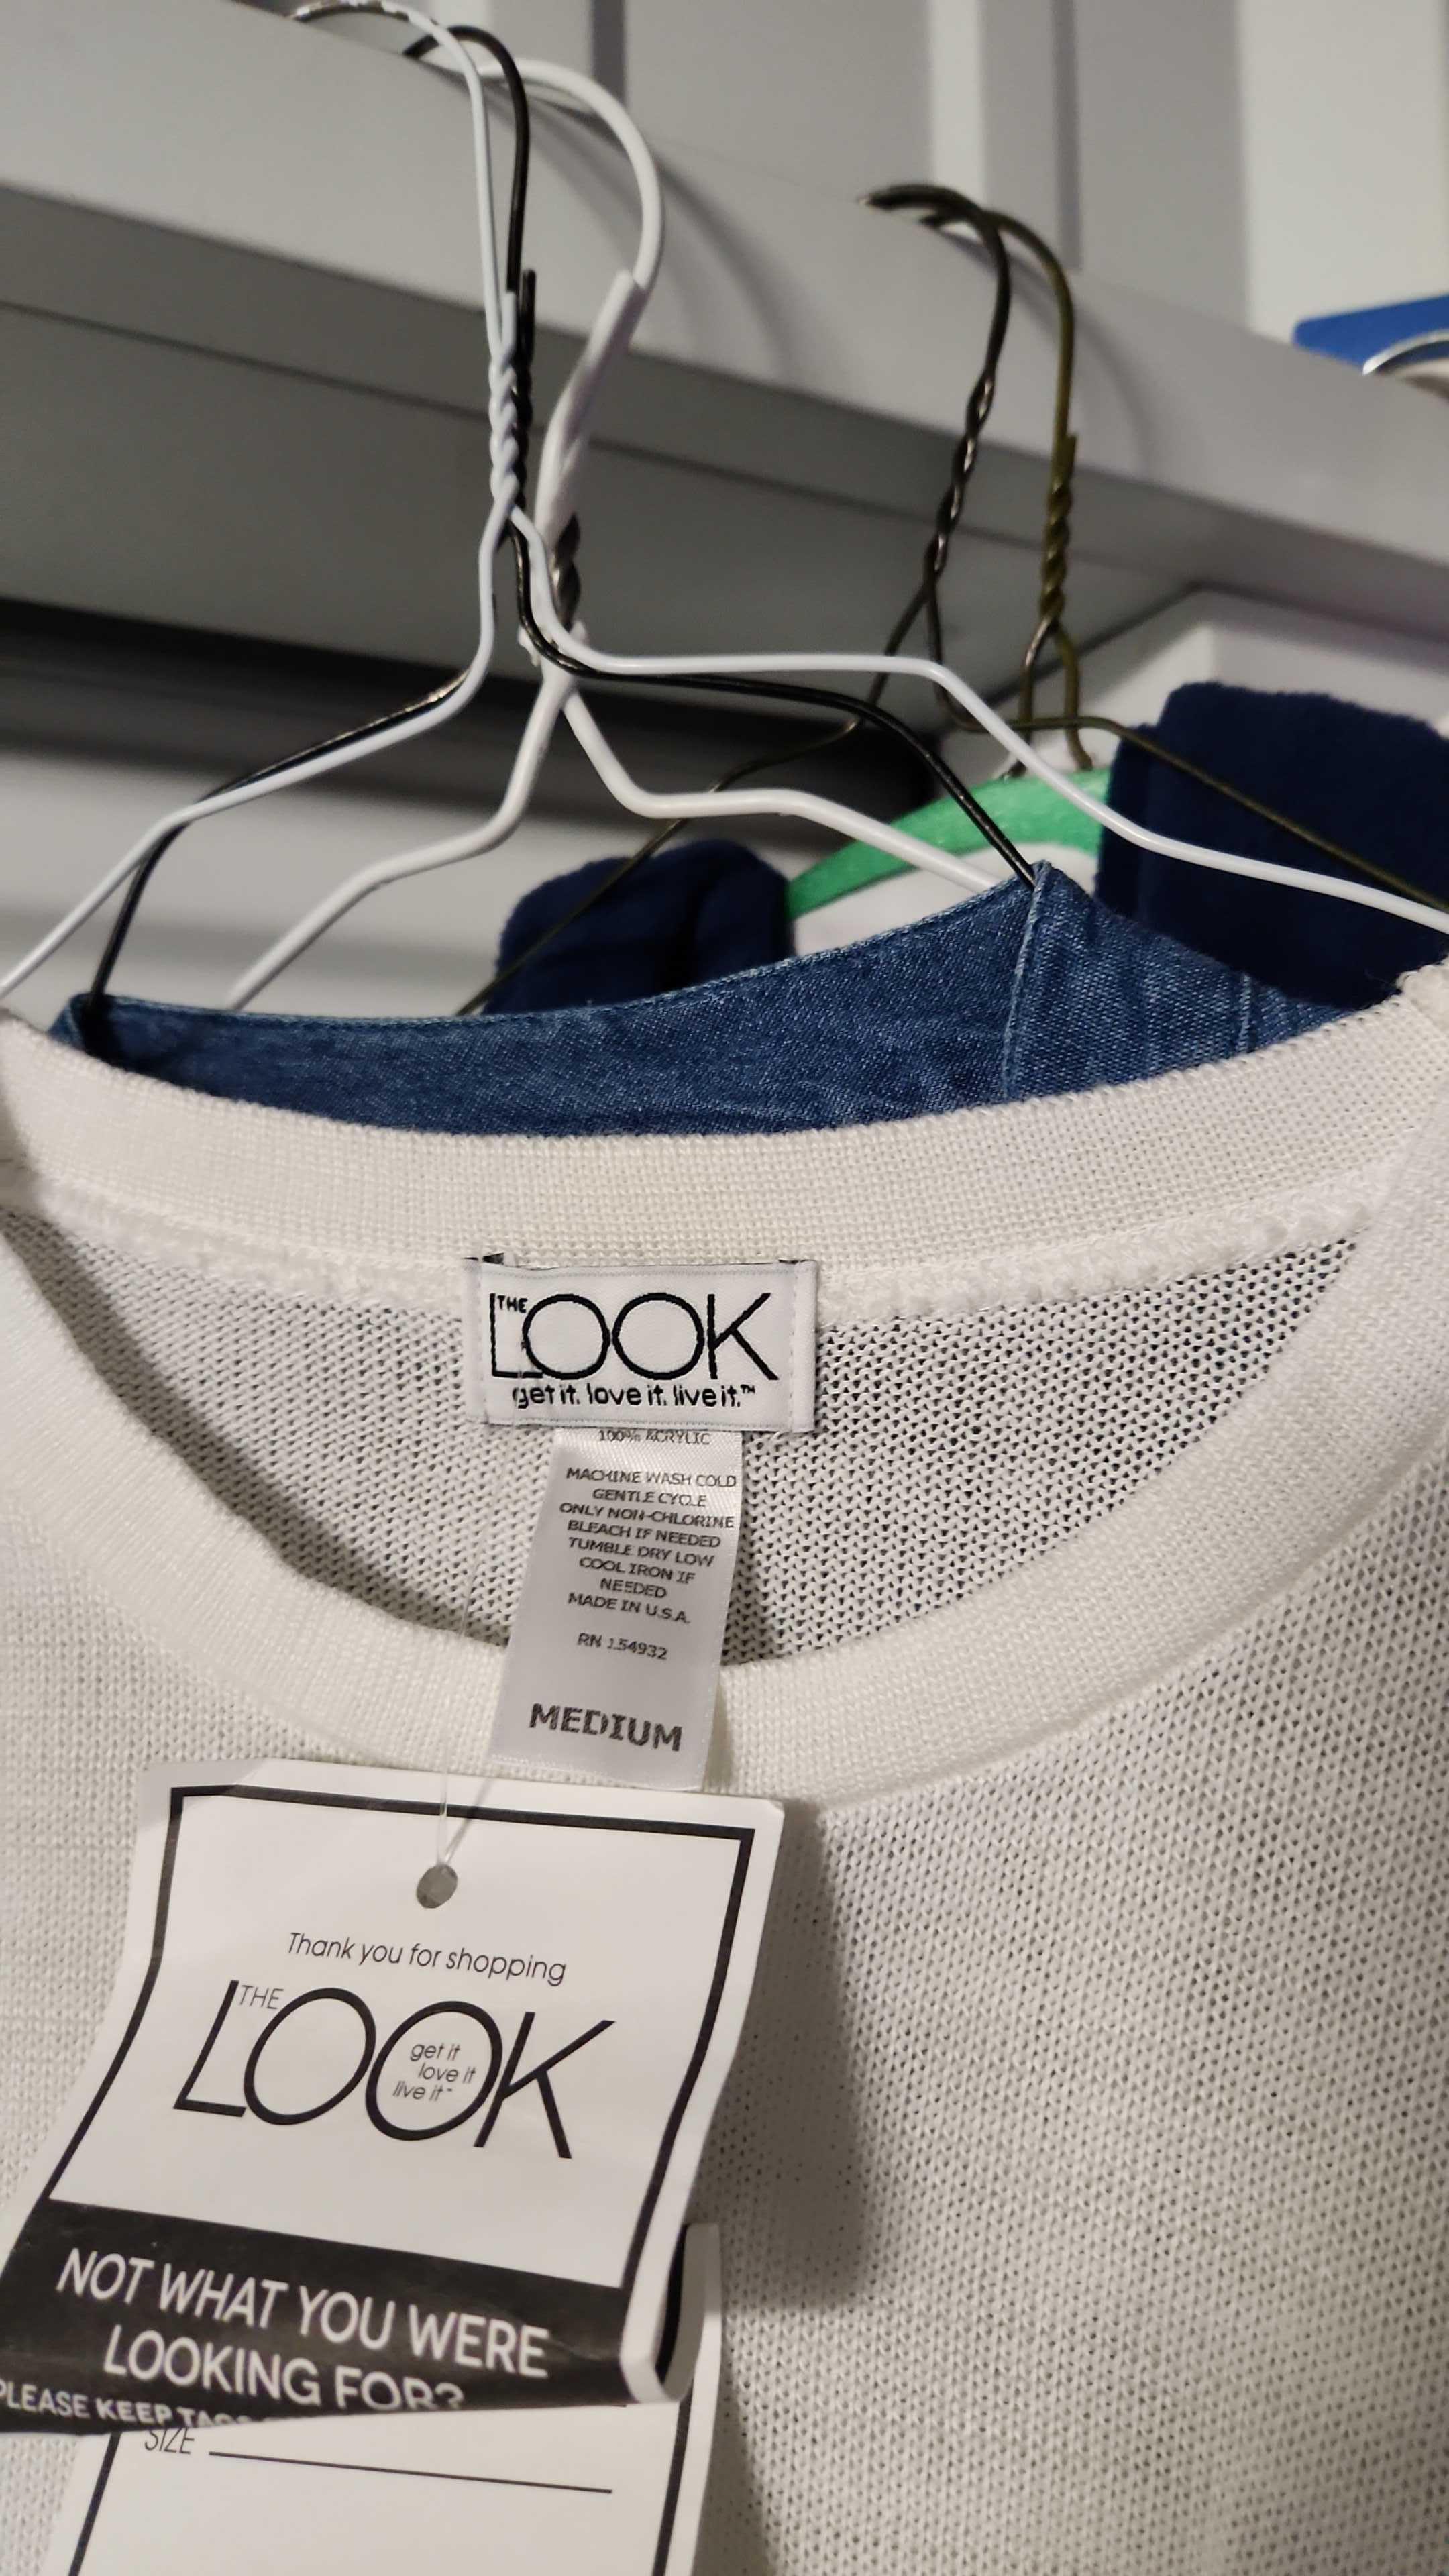 THE LOOK
get it. love it. live it.™
100% ACRYLIC
MACHINE WASH COLD
GENTLE CYCLE
ONLY NON-CHLORINE
BLEACH IF NEEDED
TUMBLE DRY LOW
COOL IRON IF
NEEDED
MADE IN U.S.A.
RN 154932
MEDIUM
Thank you for shopping
THE LOOK
get it
love it
live it™
NOT WHAT YOU WERE
LOOKING FOR?
PLEASE KEEP TAGS
SIZE